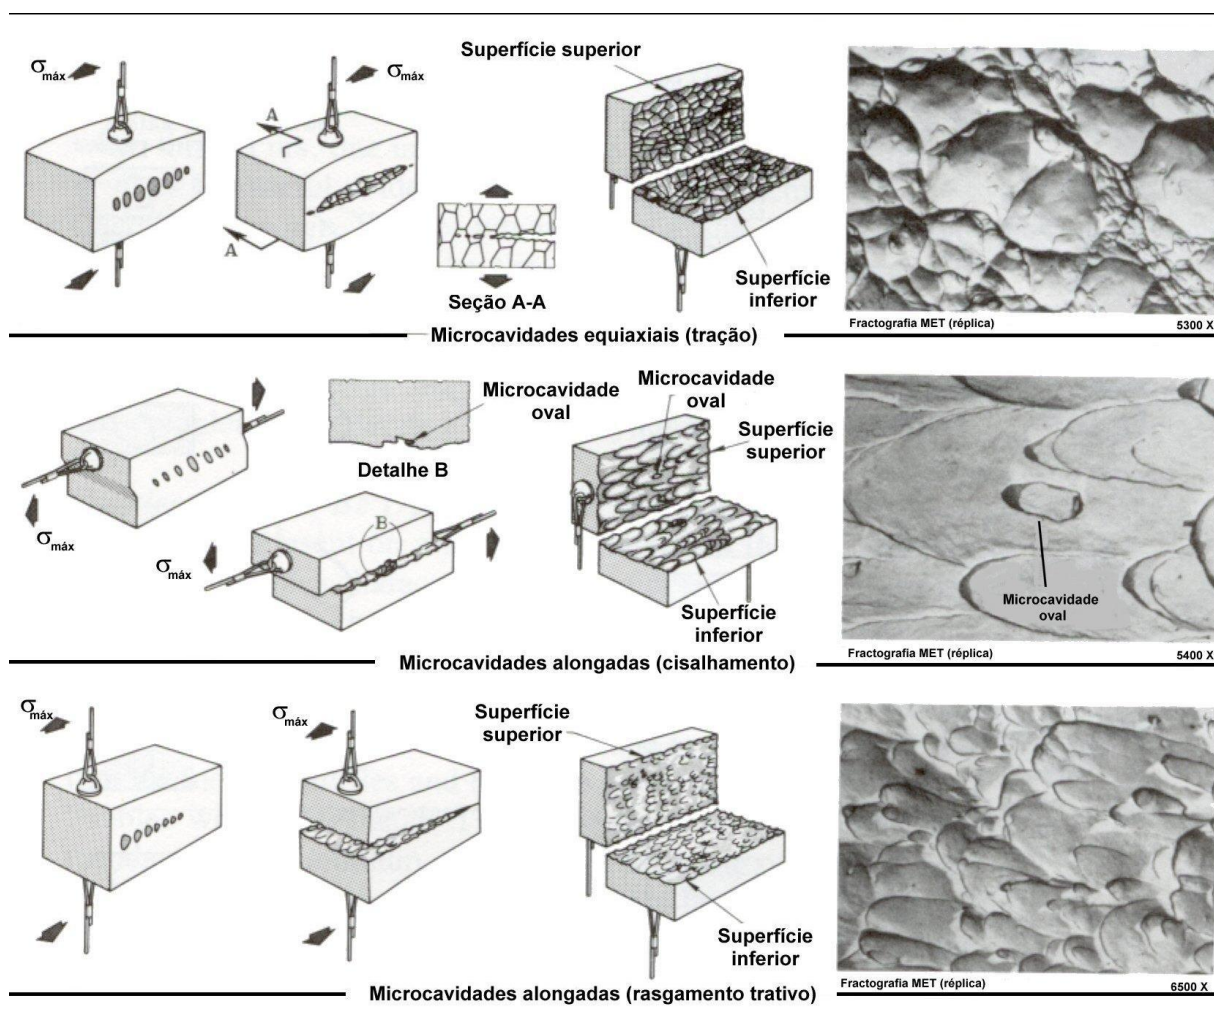 Superfície superior
σmáx
σmáx
A
A
Superfície
inferior
Seção A-A
Fractografia MET (réplica)
5300 X
Microcavidades equiaxiais (tração)
Microcavidade
oval
Microcavidade
oval
Superfície
superior
Detalhe B
B
σmáx
σmáx
Microcavidade
oval
Superfície
inferior
Fractografia MET (réplica)
5400 X
Microcavidades alongadas (cisalhamento)
σmáx
σmáx
Superfície
superior
Superfície
inferior
Fractografia MET (réplica)
6500 X
Microcavidades alongadas (rasgamento trativo)